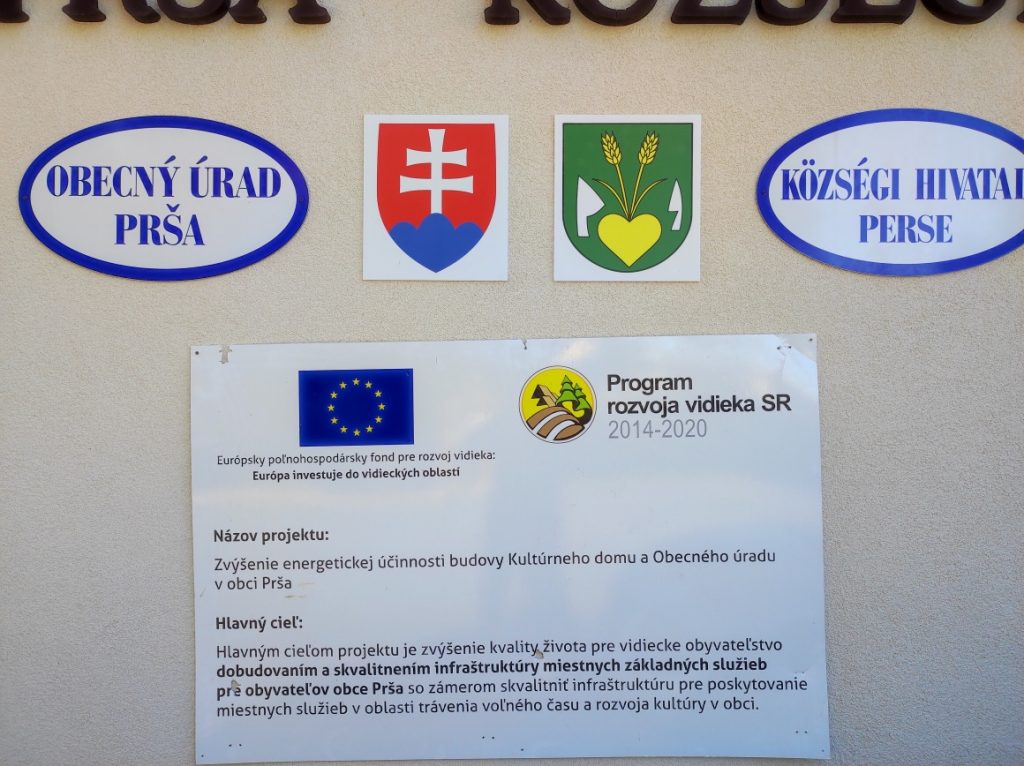 OBECNÝ ÚRAD
PRŠA
KÖZSÉGI HIVATAL
PERSE
Program
rozvoja vidieka SR
2014-2020
Európsky poľnohospodársky fond pre rozvoj vidieka:
Európa investuje do vidieckych oblastí
Názov projektu:
Zvýšenie energetickej účinnosti budovy Kultúrneho domu a Obecného úradu
v obci Prša
Hlavný cieľ:
Hlavným cieľom projektu je zvýšenie kvality života pre vidiecke obyvateľstvo
dobudovaním a skvalitnením infraštruktúry miestnych základných služieb
pre obyvateľov obce Prša so zámerom skvalitniť infraštruktúru pre poskytovanie
miestnych služieb v oblasti trávenia voľného času a rozvoja kultúry v obci.